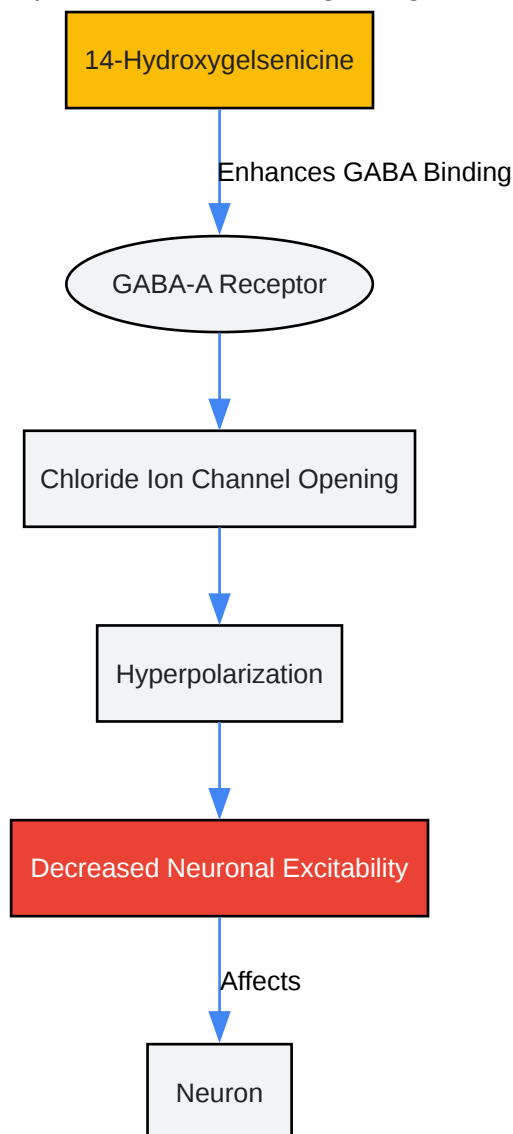 14-Hydroxygelsenicine
Enhances GABA Binding
GABA-A Receptor
Chloride Ion Channel Opening
Hyperpolarization
Decreased Neuronal Excitability
Affects
Neuron